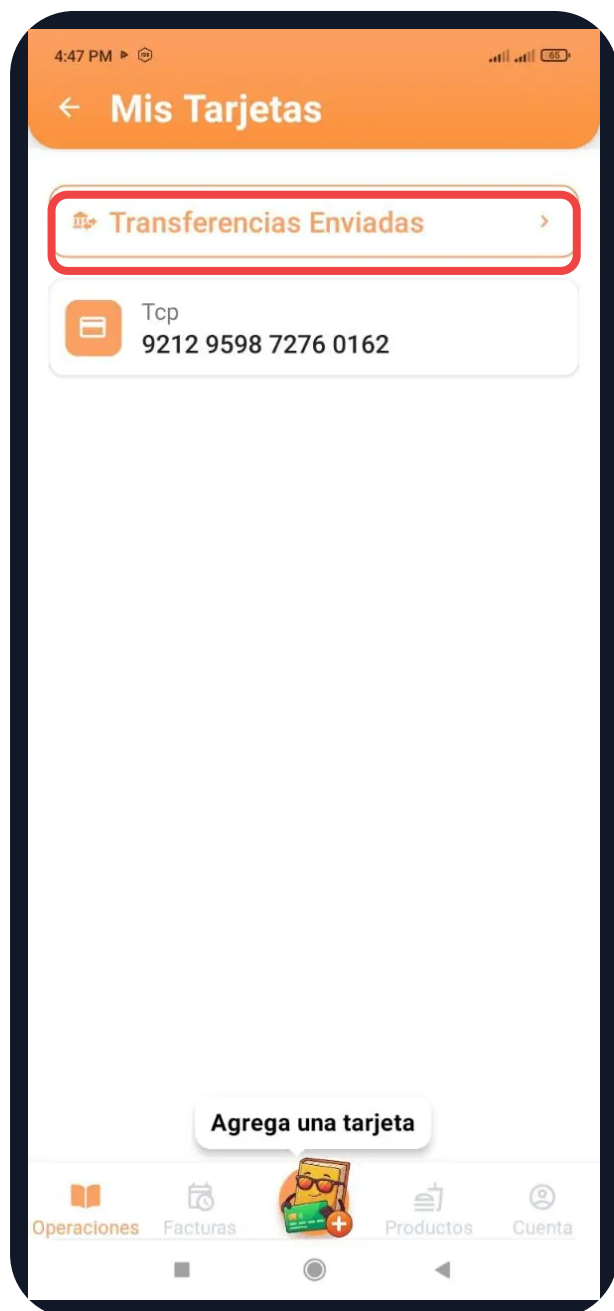 4:47 PM
65
Mis Tarjetas
Transferencias Enviadas
Tcp
9212 9598 7276 0162
Agrega una tarjeta
Operaciones
Facturas
Productos
Cuenta